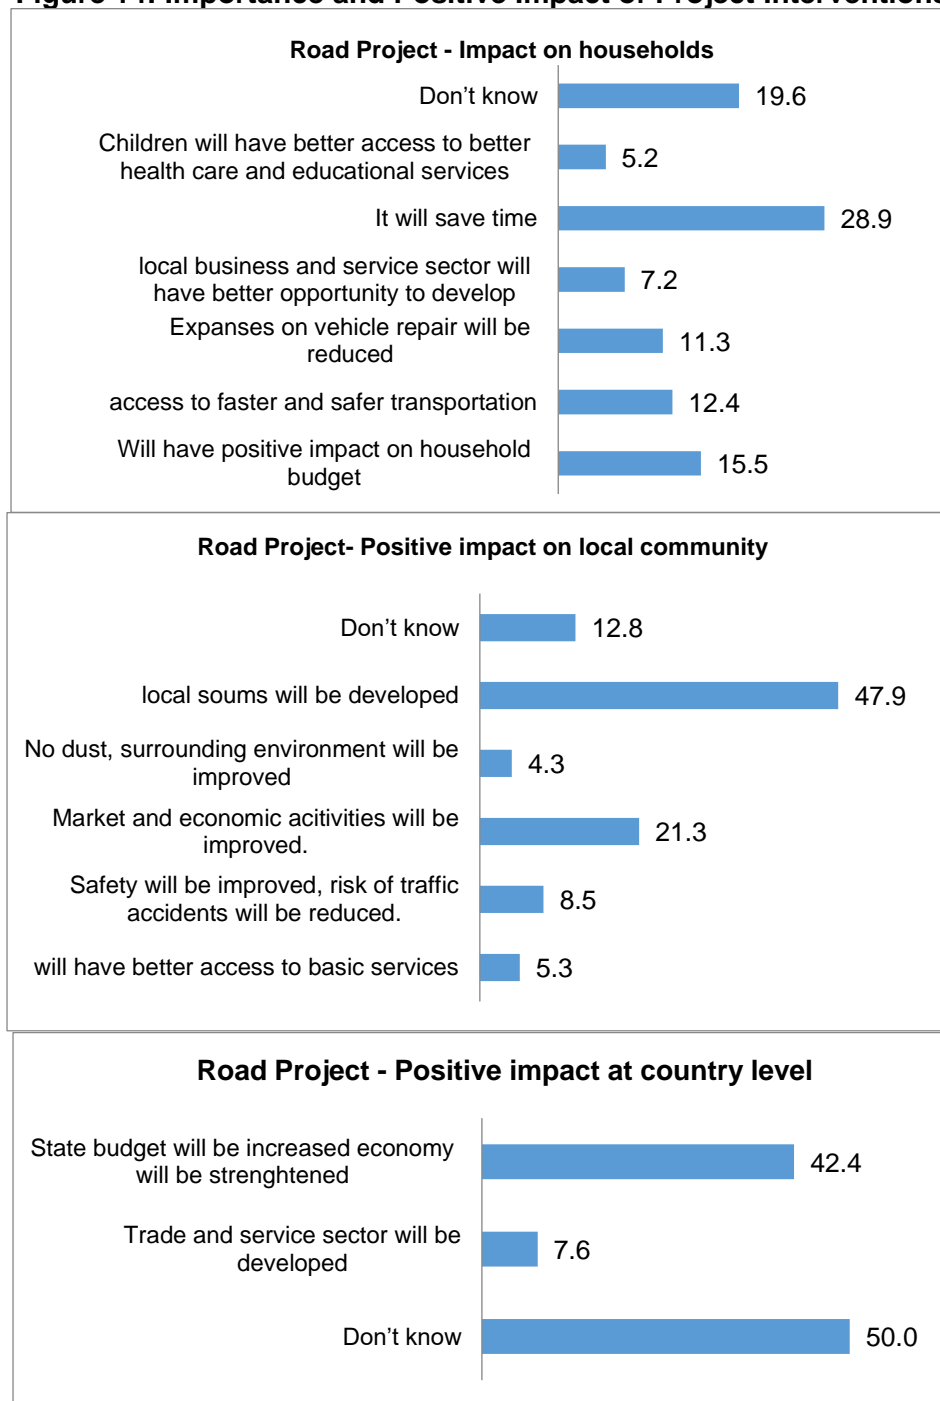 Importance and Positive Impact of Project Interventions
Road Project - Impact on households
Don't know
19.6
Children will have better access to better
health care and educational services
5.2
It will save time
28.9
local business and service sector will
have better opportunity to develop
7.2
Expanses on vehicle repair will be
reduced
11.3
access to faster and safer transportation
12.4
Will have positive impact on household
budget
15.5
Road Project- Positive impact on local community
Don't know
12.8
local soums will be developed
47.9
No dust, surrounding environment will be
improved
4.3
Market and economic acitivities will be
improved.
21.3
Safety will be improved, risk of traffic
accidents will be reduced.
8.5
will have better access to basic services
5.3
Road Project - Positive impact at country level
State budget will be increased economy
will be strenghtened
42.4
Trade and service sector will be
developed
7.6
Don't know
50.0